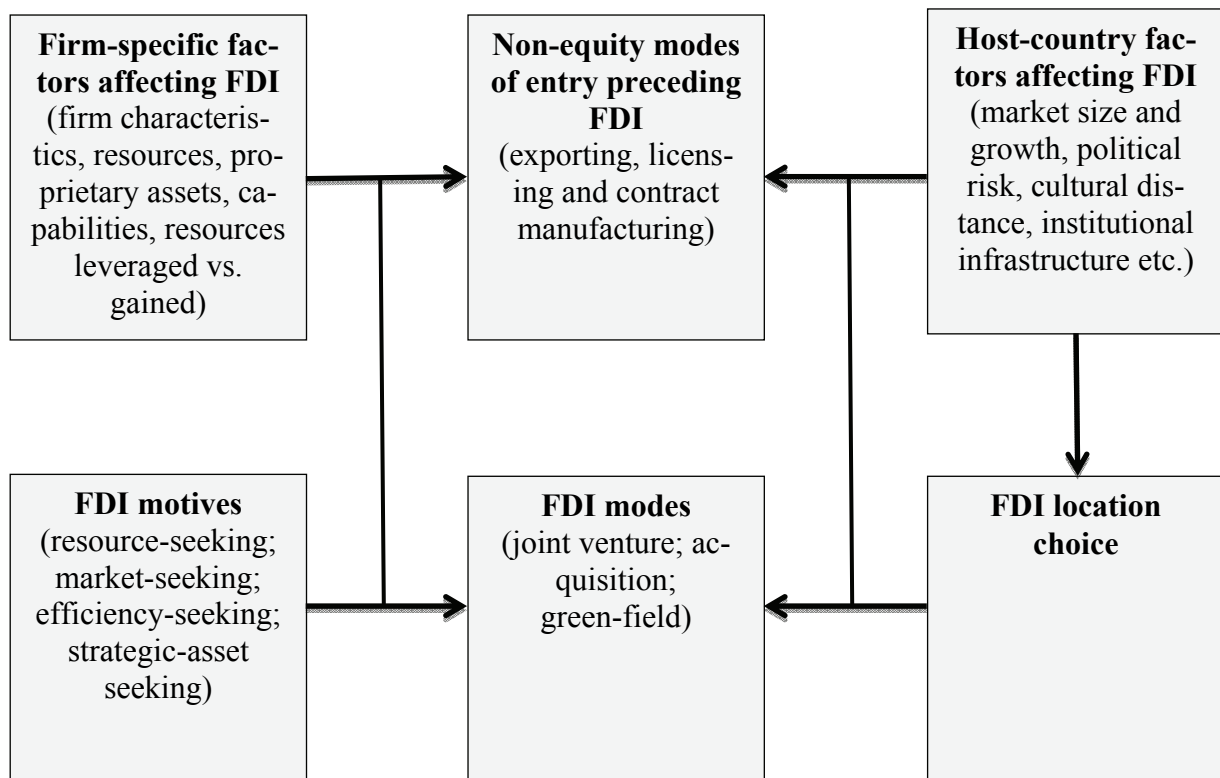 Firm-specific fac-
tors affecting FDI
(firm characteris-
tics, resources, pro-
prietary assets, ca-
pabilities, resources
leveraged vs.
gained)
Non-equity modes
of entry preceding
FDI
(exporting, licens-
ing and contract
manufacturing)
Host-country fac-
tors affecting FDI
(market size and
growth, political
risk, cultural dis-
tance, institutional
infrastructure etc.)
FDI motives
(resource-seeking;
market-seeking;
efficiency-seeking;
strategic-asset
seeking)
FDI modes
(joint venture; ac-
quisition;
green-field)
FDI location
choice